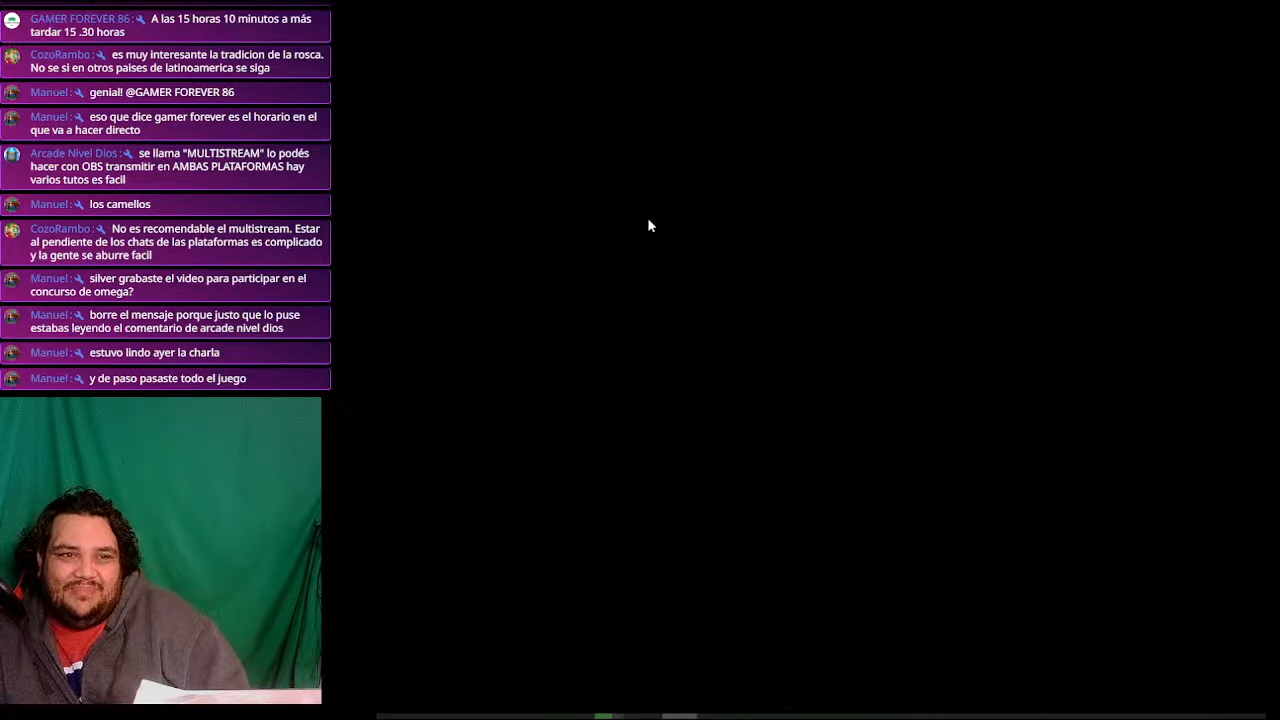 GAMER FOREVER 86: A las 15 horas 10 minutos a más
tardar 15 .30 horas
CozoRambo: es muy interesante la tradicion de la rosca.
No se si en otros paises de latinoamerica se siga
Manuel: genial! @GAMER FOREVER 86
Manuel: eso que dice gamer forever es el horario en el
que va a hacer directo
Arcade Nivel Dios: se llama "MULTISTREAM" lo podés
hacer con OBS transmitir en AMBAS PLATAFORMAS hay
varios tutos es facil
Manuel: los camellos
CozoRambo: No es recomendable el multistream. Estar
al pendiente de los chats de las plataformas es complicado
y la gente se aburre facil
Manuel: silver grabaste el video para participar en el
concurso de omega?
Manuel: borre el mensaje porque justo que lo puse
estabas leyendo el comentario de arcade nivel dios
Manuel: estuvo lindo ayer la charla
Manuel: y de paso pasaste todo el juego